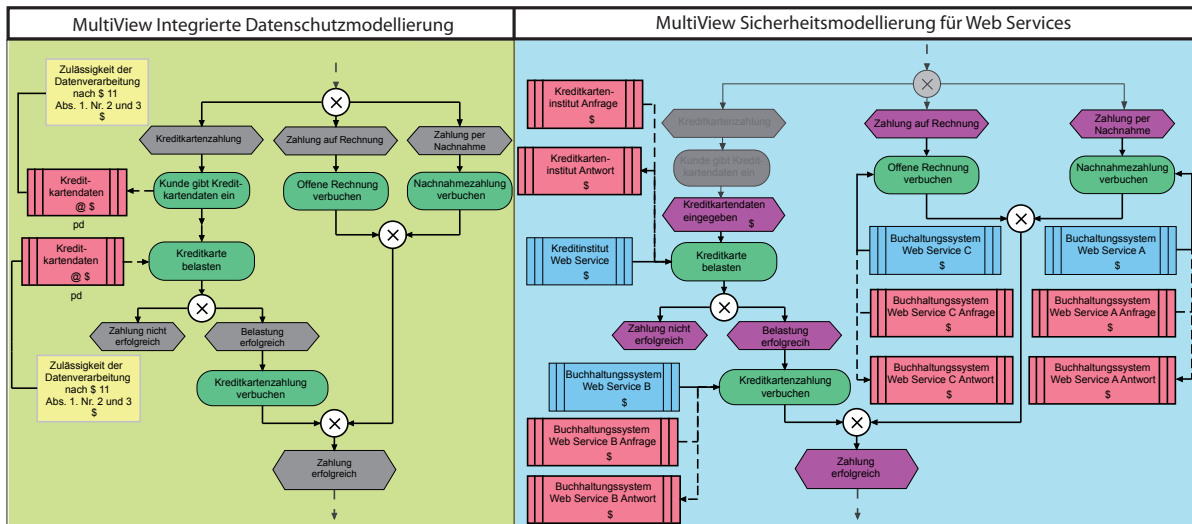 MultiView Integrierte Datenschutzmodellierung
Zulässigkeit der
Datenverarbeitung
nach $ 11
Abs. 1. Nr. 2 und 3
$
Kreditkartenzahlung
Zahlung auf Rechnung
Zahlung per
Nachnahme
Kredit-
kartendaten
@ $
pd
Kunde gibt Kredit-
kartendaten ein
Offene Rechnung
verbuchen
Nachnahmezahlung
verbuchen
Kredit-
kartendaten
@ $
pd
Kreditkarte
belasten
Zahlung nicht
erfolgreich
Belastung
erfolgreich
Zulässigkeit der
Datenverarbeitung
nach $ 11
Abs. 1. Nr. 2 und 3
$
Kreditkartenzahlung
verbuchen
Zahlung
erfolgreich
MultiView Sicherheitsmodellierung für Web Services
Kreditkarten-
institut Anfrage
$
Kreditkartenzahlung
Zahlung auf Rechnung
Zahlung per
Nachnahme
Kreditkarten-
institut Antwort
$
Kunde gibt Kredit-
kartendaten ein
Offene Rechnung
verbuchen
Nachnahmezahlung
verbuchen
Kreditkartendaten
eingegeben
$
Kreditinstitut
Web Service
$
Kreditkarte
belasten
Buchaltungssystem
Web Service C
$
Buchaltungssystem
Web Service A
$
Zahlung nicht
erfolgreich
Belastung
erfolgrecih
Buchhaltungssystem
Web Service C Anfrage
$
Buchhaltungssystem
Web Service A Anfrage
$
Buchhaltungssystem
Web Service B
$
Kreditkartenzahlung
verbuchen
Buchhaltungssystem
Web Service C Antwort
$
Buchhaltungssystem
Web Service A Antwort
$
Buchhaltungssystem
Web Service B Anfrage
$
Buchhaltungssystem
Web Service B Antwort
$
Zahlung
erfolgreich